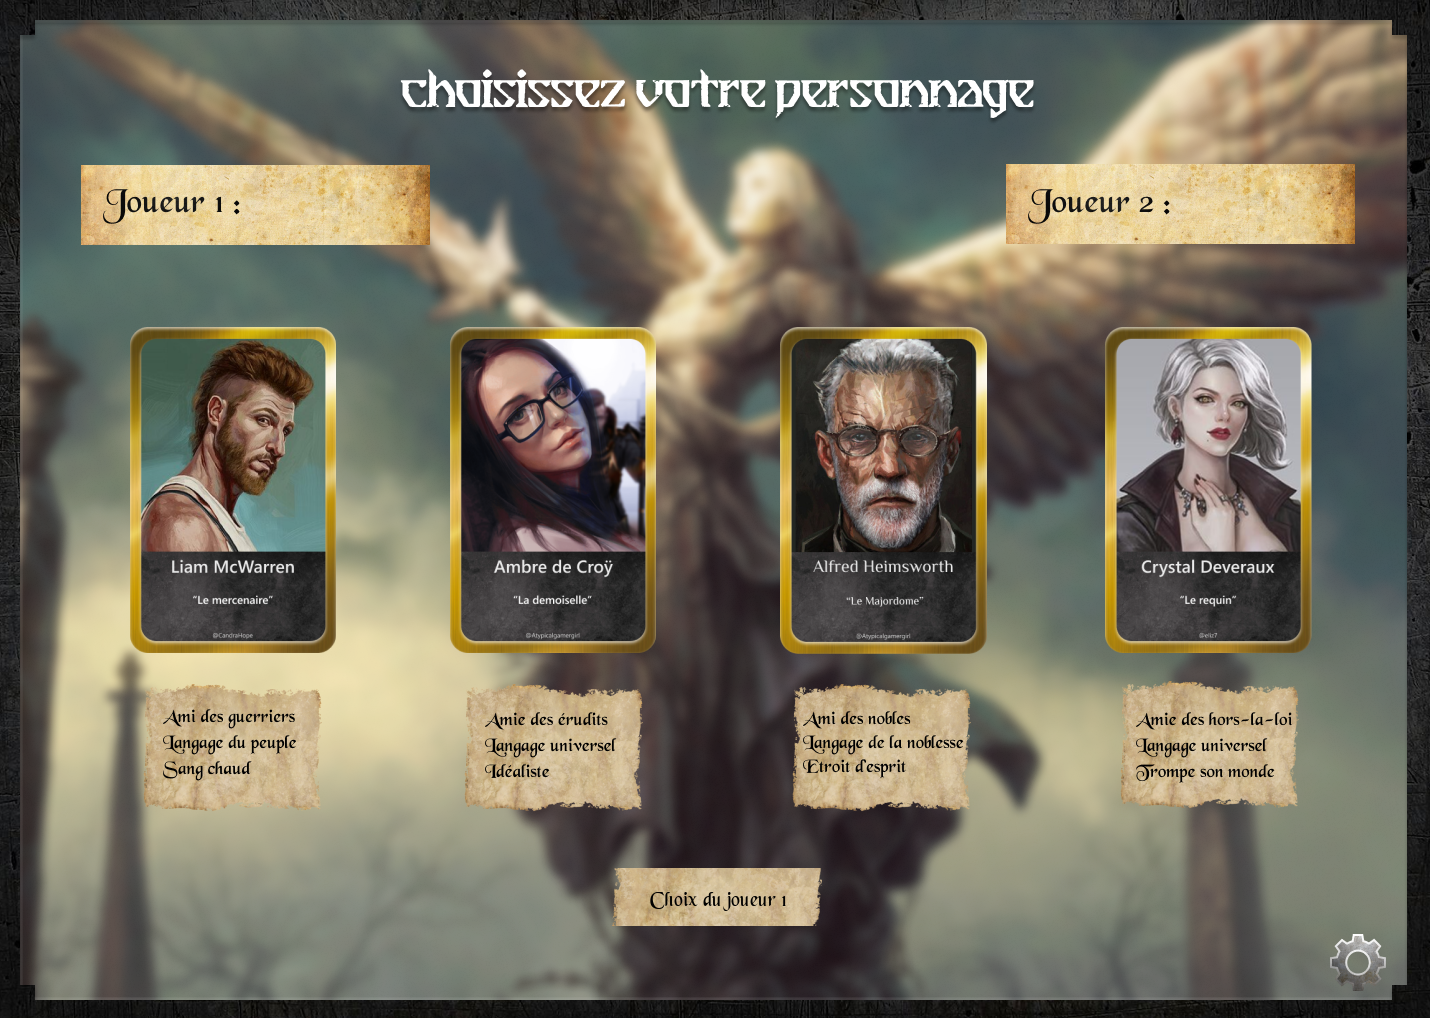 choisissez votre personnage
Joueur 1 :
Joueur 2 :
Liam McWarren
"Le mercenaire"
@CandraHope
Ami des guerriers
Langage du peuple
Sang chaud
Ambre de Croÿ
"La demoiselle"
@Atypicalgamergirl
Amie des érudits
Langage universel
Idéaliste
Alfred Heimsworth
"Le Majordome"
@Atypicalgamergirl
Ami des nobles
Langage de la noblesse
Etroit d'esprit
Crystal Deveraux
"Le requin"
@eliz7
Amie des hors-la-loi
Langage universel
Trompe son monde
Choix du joueur 1